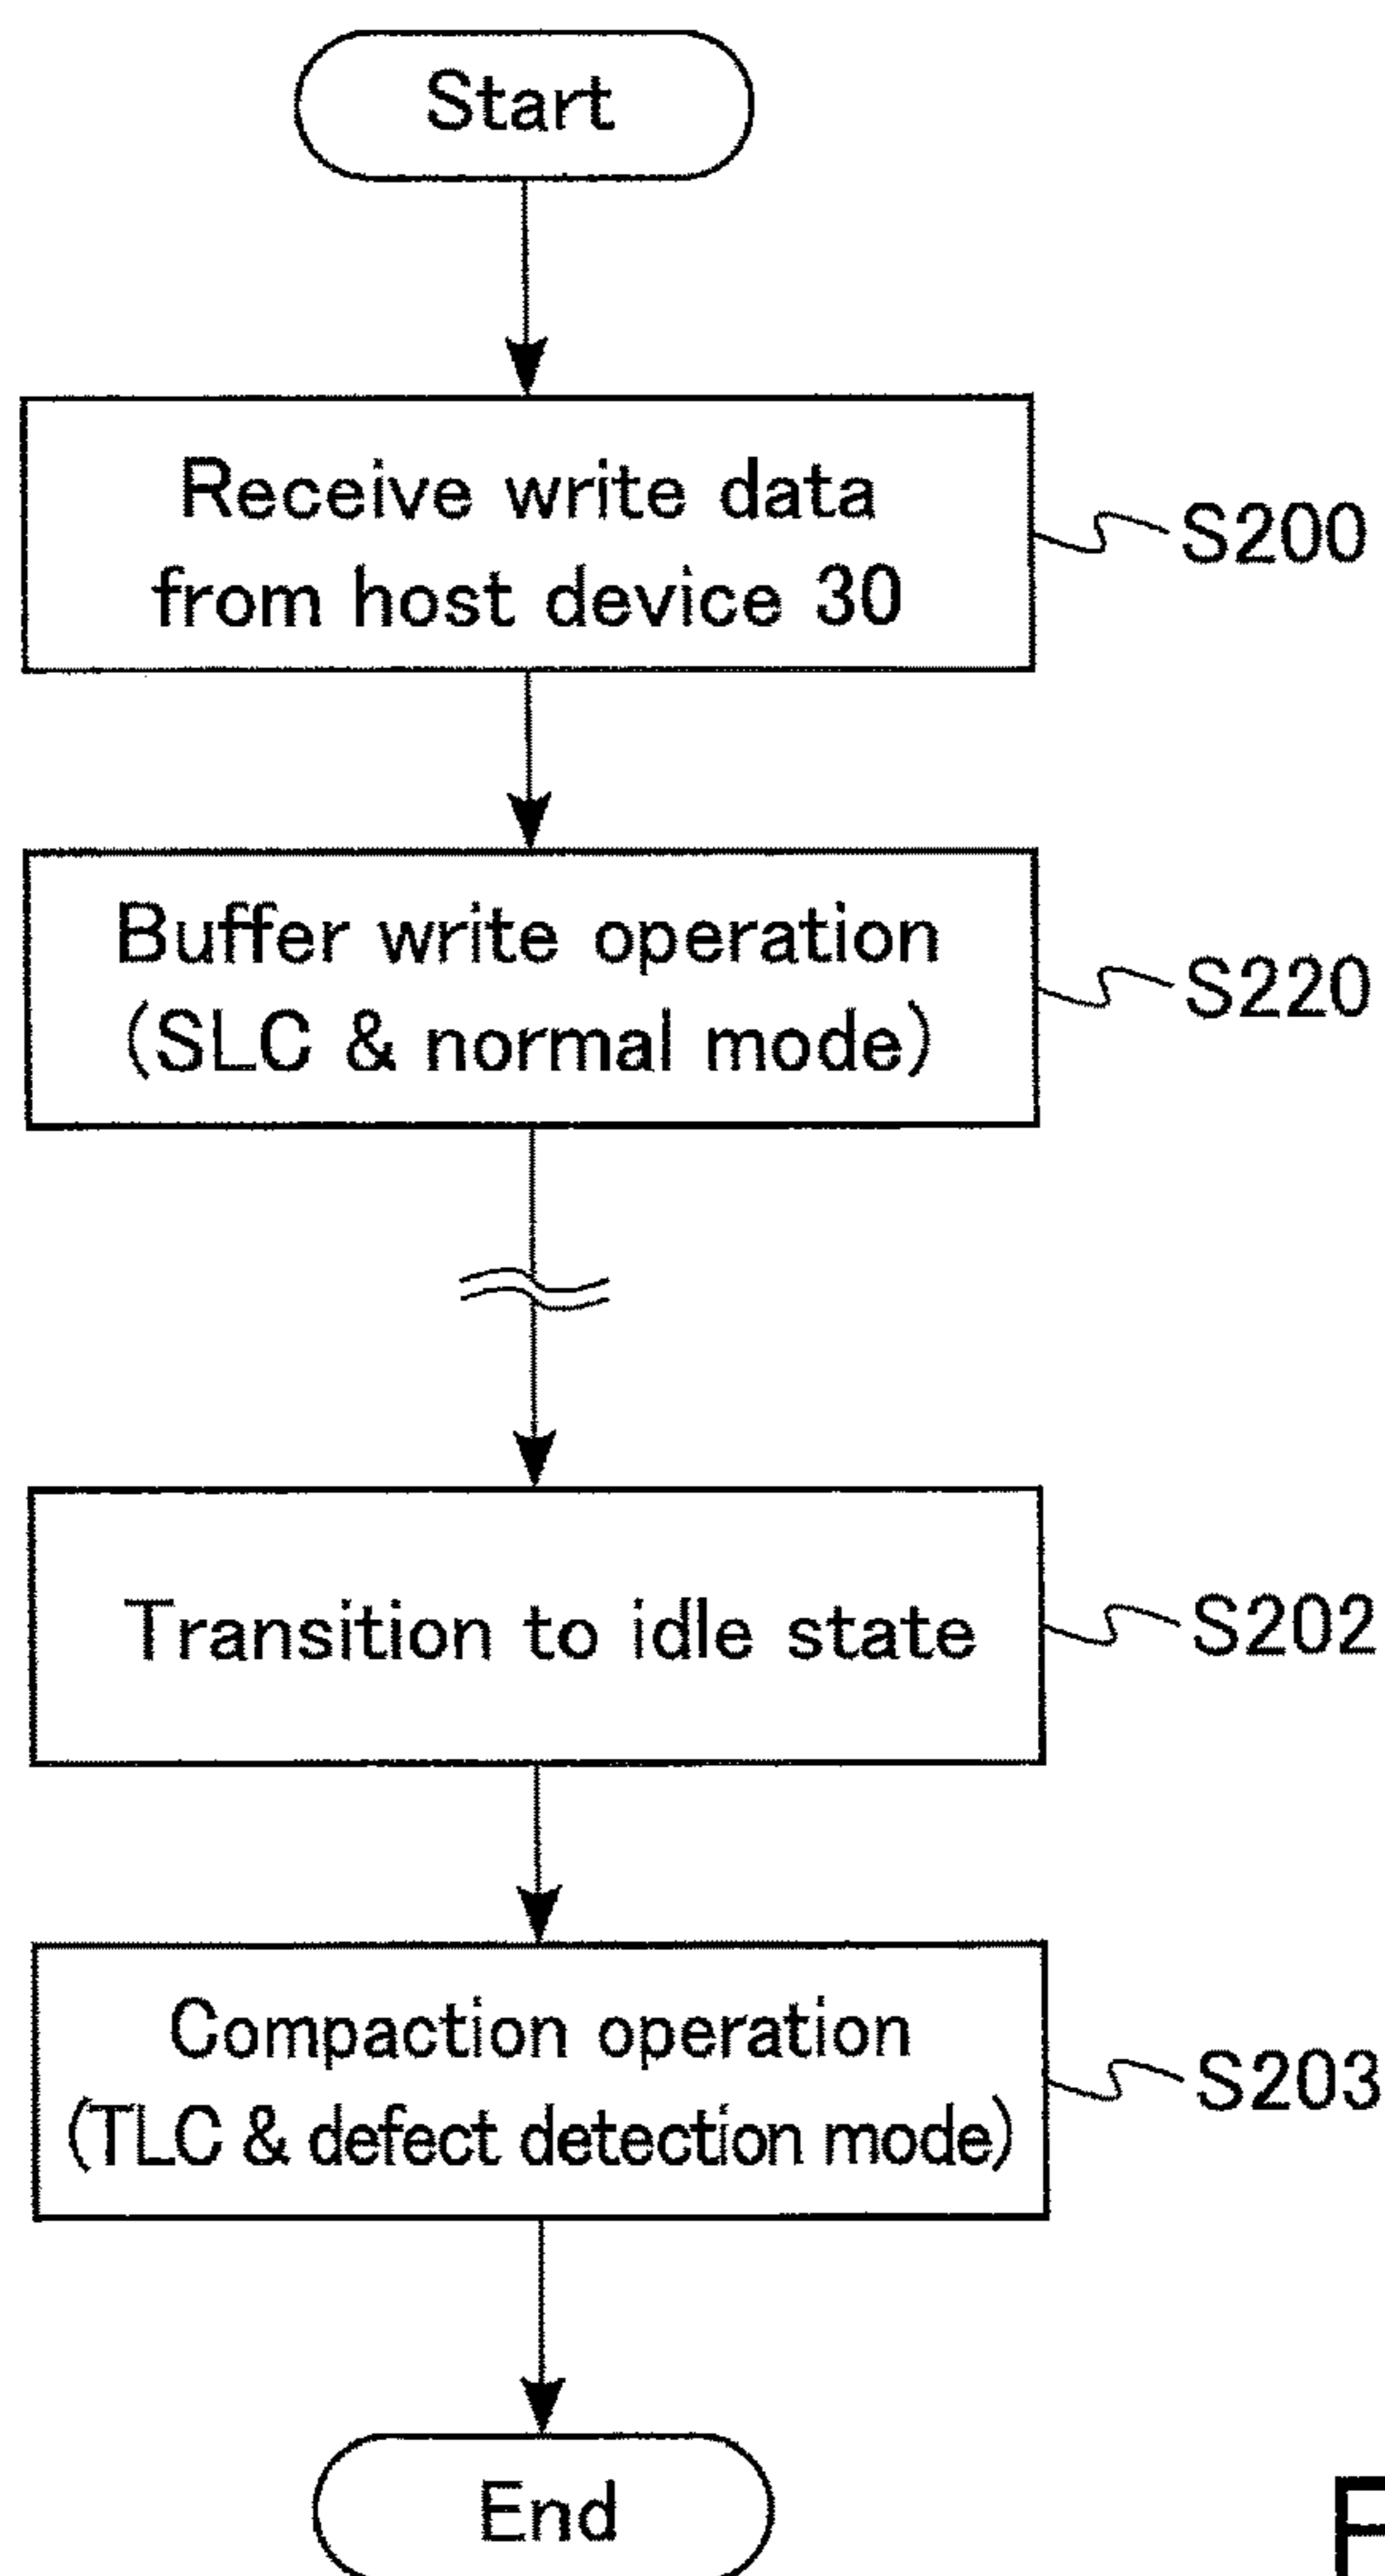 Start
Receive write data
from host device 30
S200
Buffer write operation
(SLC & normal mode)
S220
Transition to idle state
S202
Compaction operation
(TLC & defect detection mode)
S203
End